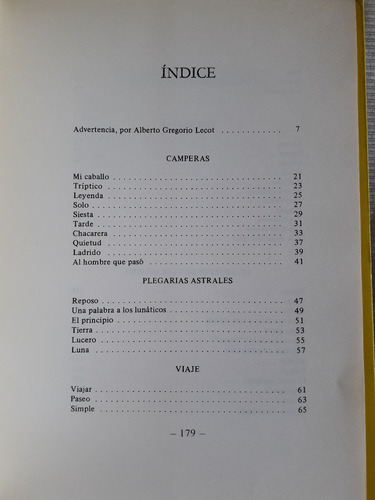 ÍNDICE
Advertencia, por Alberto Gregorio Lecot . . . . . . . . . . . . 7
CAMPERAS
Mi caballo . . . . . . . . . . . . . . . . . . . . . . . . . . . . . . 21
Tríptico . . . . . . . . . . . . . . . . . . . . . . . . . . . . . . 23
Leyenda . . . . . . . . . . . . . . . . . . . . . . . . . . . . . . 25
Solo . . . . . . . . . . . . . . . . . . . . . . . . . . . . . . 27
Siesta . . . . . . . . . . . . . . . . . . . . . . . . . . . . . . 29
Tarde . . . . . . . . . . . . . . . . . . . . . . . . . . . . . . 31
Chacarera . . . . . . . . . . . . . . . . . . . . . . . . . . . . . . 33
Quietud . . . . . . . . . . . . . . . . . . . . . . . . . . . . . . 37
Ladrido . . . . . . . . . . . . . . . . . . . . . . . . . . . . . . 39
Al hombre que pasó . . . . . . . . . . . . . . . . . . . . . . . . 41
PLEGARIAS ASTRALES
Reposo . . . . . . . . . . . . . . . . . . . . . . . . . . . . . . 47
Una palabra a los lunáticos . . . . . . . . . . . . . . . . . . . . 49
El principio . . . . . . . . . . . . . . . . . . . . . . . . . . . . . . 51
Tierra . . . . . . . . . . . . . . . . . . . . . . . . . . . . . . 53
Lucero . . . . . . . . . . . . . . . . . . . . . . . . . . . . . . 55
Luna . . . . . . . . . . . . . . . . . . . . . . . . . . . . . . 57
VIAJE
Viajar . . . . . . . . . . . . . . . . . . . . . . . . . . . . . . 61
Paseo . . . . . . . . . . . . . . . . . . . . . . . . . . . . . . 63
Simple . . . . . . . . . . . . . . . . . . . . . . . . . . . . . . 65
– 179 –